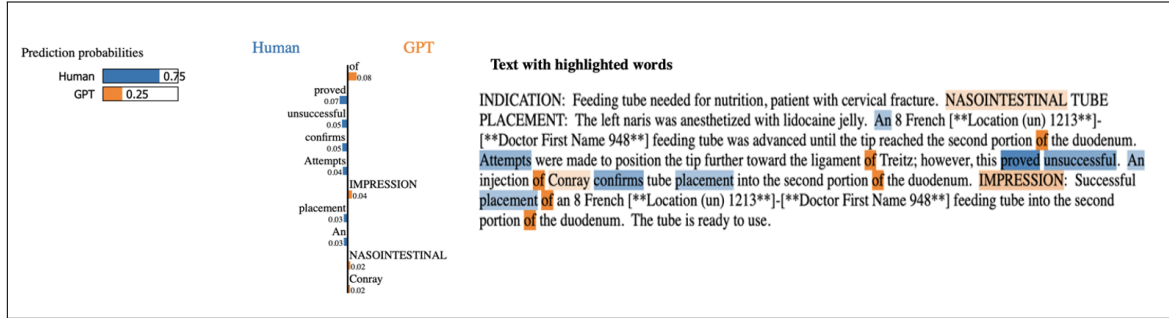 Prediction probabilities
Human 0.75
GPT 0.25
Human GPT
of
0.08
proved
0.07
unsuccessful
0.05
confirms
0.05
Attempts
0.04
IMPRESSION
0.04
placement
0.03
An
0.03
NASOINTESTINAL
0.02
Conray
0.02
Text with highlighted words
INDICATION: Feeding tube needed for nutrition, patient with cervical fracture. NASOINTESTINAL TUBE
PLACEMENT: The left naris was anesthetized with lidocaine jelly. An 8 French [**Location (un) 1213**]-
[**Doctor First Name 948**] feeding tube was advanced until the tip reached the second portion of the duodenum.
Attempts were made to position the tip further toward the ligament of Treitz; however, this proved unsuccessful. An
injection of Conray confirms tube placement into the second portion of the duodenum. IMPRESSION: Successful
placement of an 8 French [**Location (un) 1213**]-[**Doctor First Name 948**] feeding tube into the second
portion of the duodenum. The tube is ready to use.